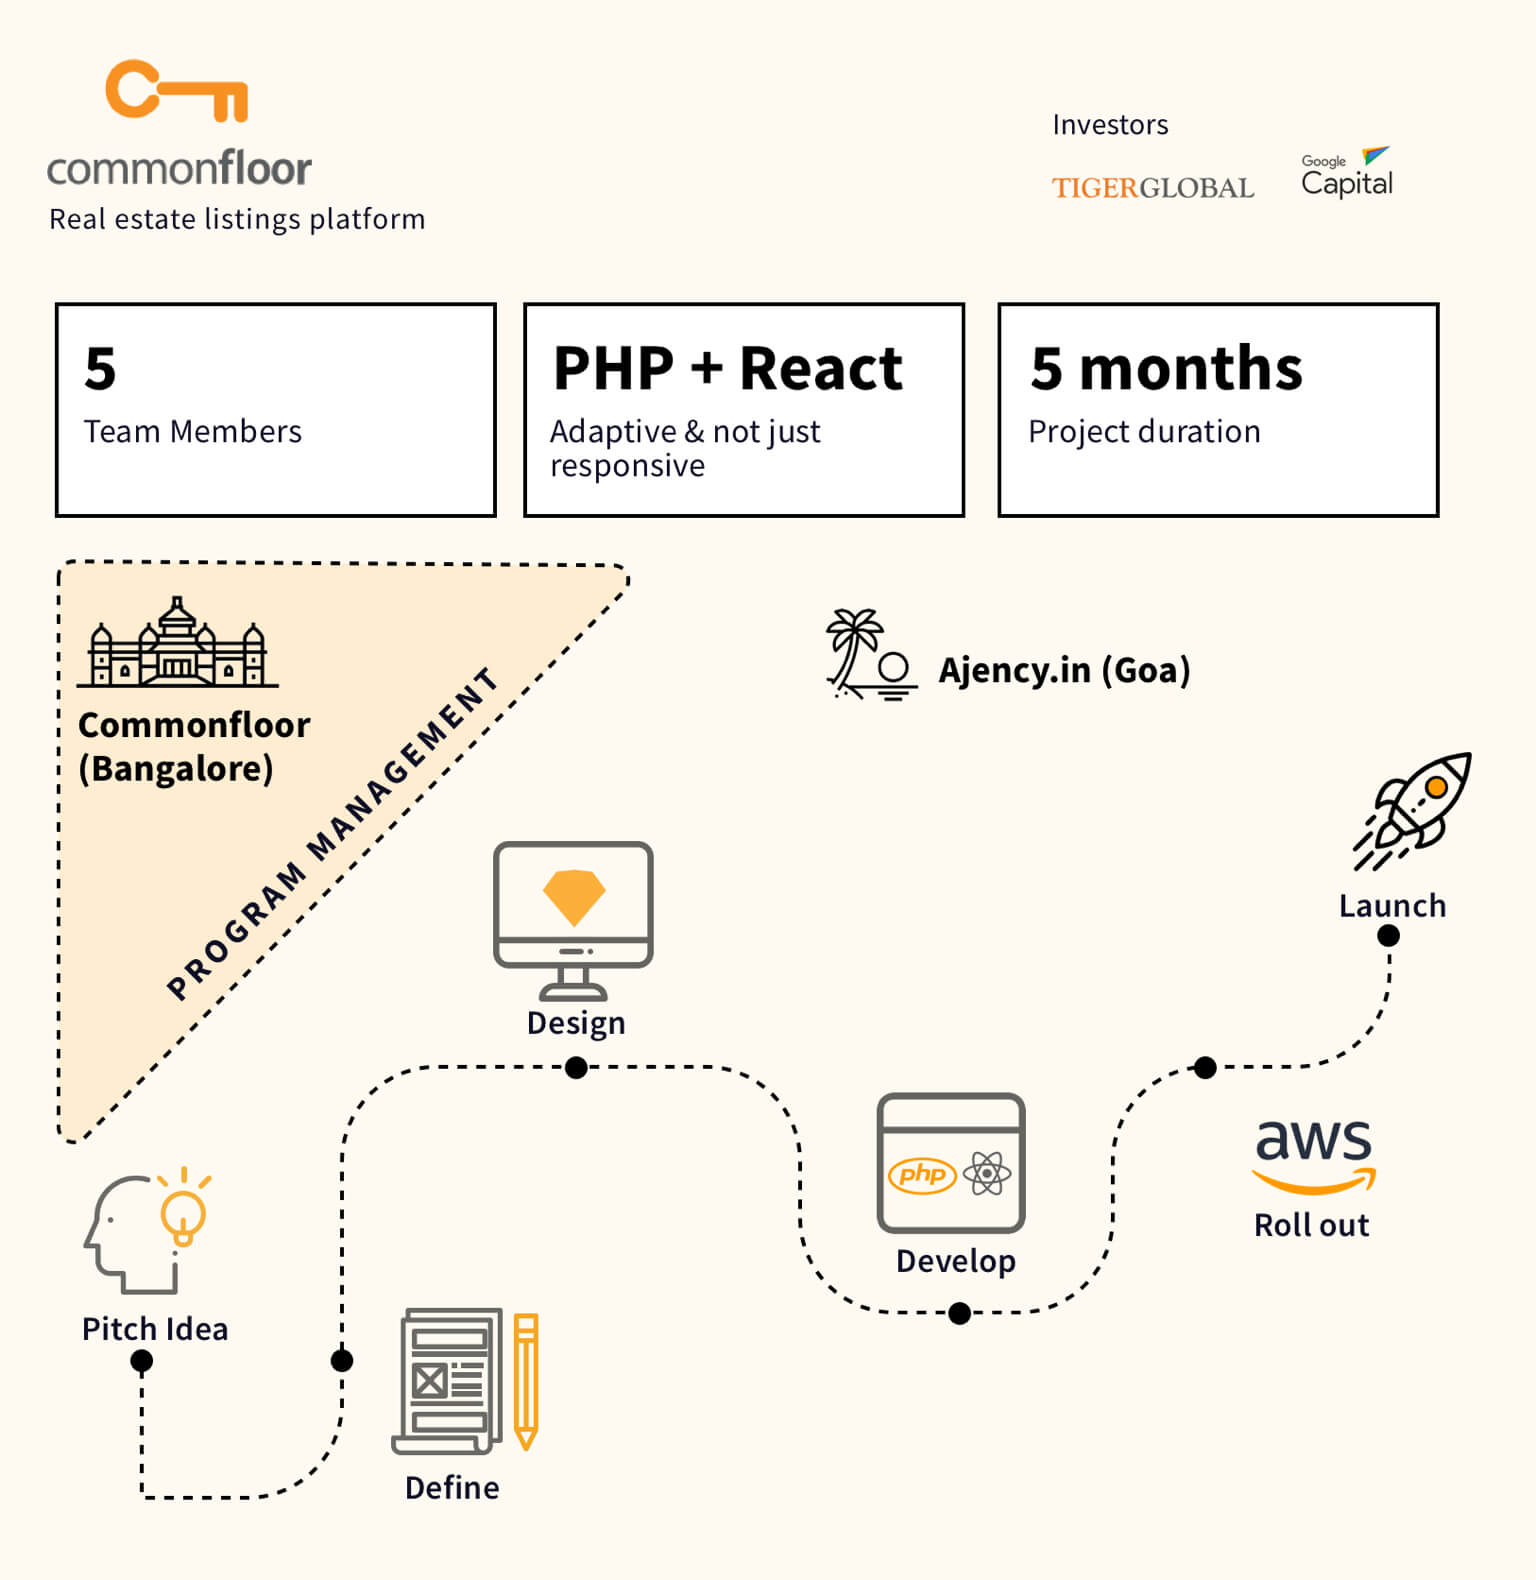 commonfloor
Real estate listings platform
Investors
TIGERGLOBAL
Google
Capital
5
Team Members
PHP + React
Adaptive & not just
responsive
5 months
Project duration
Commonfloor
(Bangalore)
PROGRAM MANAGEMENT
Ajency.in (Goa)
Launch
Design
aws
Roll out
php
Develop
Pitch Idea
Define